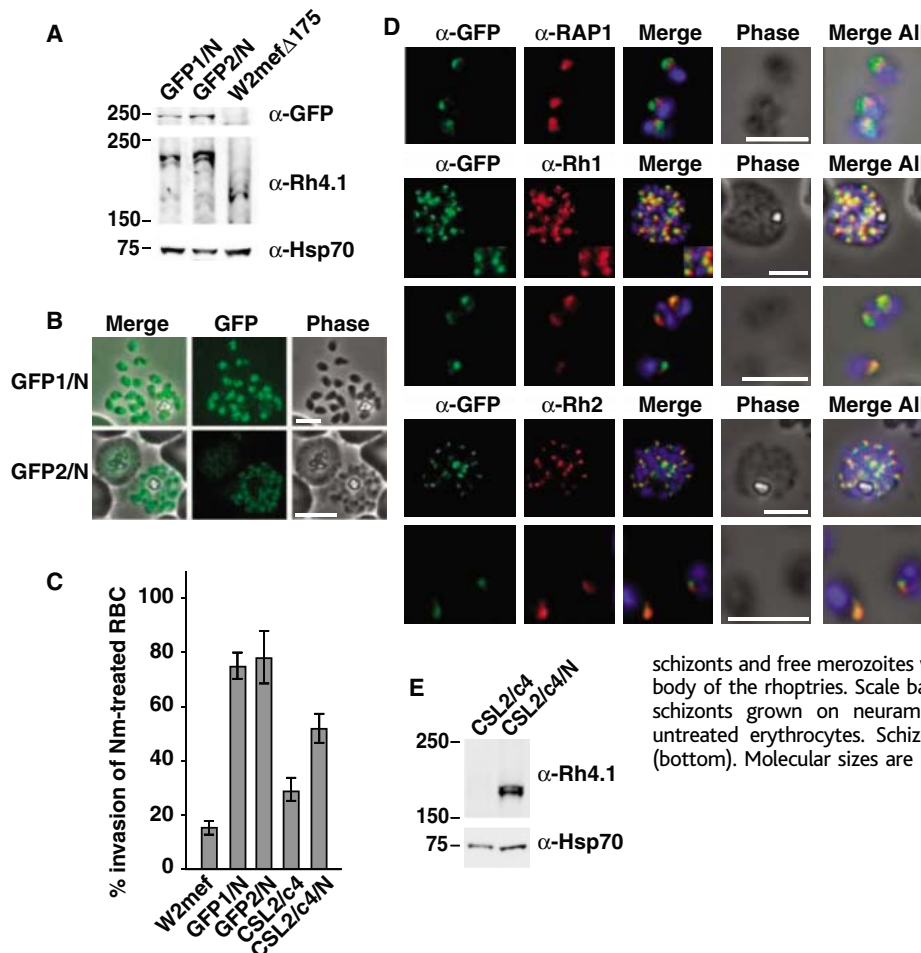 A
GFP1/N GFP2/N W2mefΔ175
250 α-GFP
250
α-Rh4.1
150
75 α-Hsp70
B
Merge GFP Phase
GFP1/N
GFP2/N
C
% invasion of Nm-treated RBC
100
80
60
40
20
0
W2mef GFP1/N GFP2/N CSL2/c4 CSL2/c4/N
D
α-GFP α-RAP1 Merge Phase Merge Al
α-GFP α-Rh1 Merge Phase Merge Al
α-GFP α-Rh2 Merge Phase Merge Al
E
CSL2/c4 CSL2/c4/N
250
α-Rh4.1
150
75 α-Hsp70
schizonts and free merozoites
body of the rhoptries. Scale ba
schizonts grown on neuram
untreated erythrocytes. Schiz
(bottom). Molecular sizes are